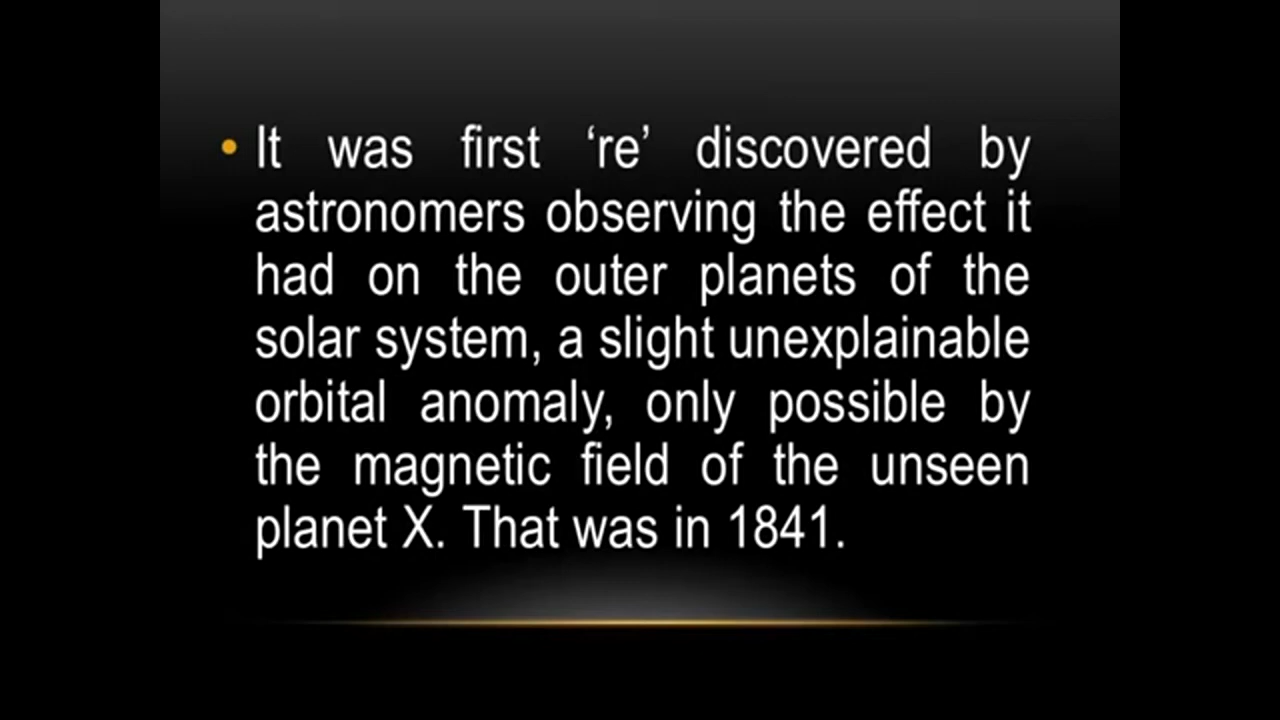 • It was first ‘re’ discovered by
astronomers observing the effect it
had on the outer planets of the
solar system, a slight unexplainable
orbital anomaly, only possible by
the magnetic field of the unseen
planet X. That was in 1841.